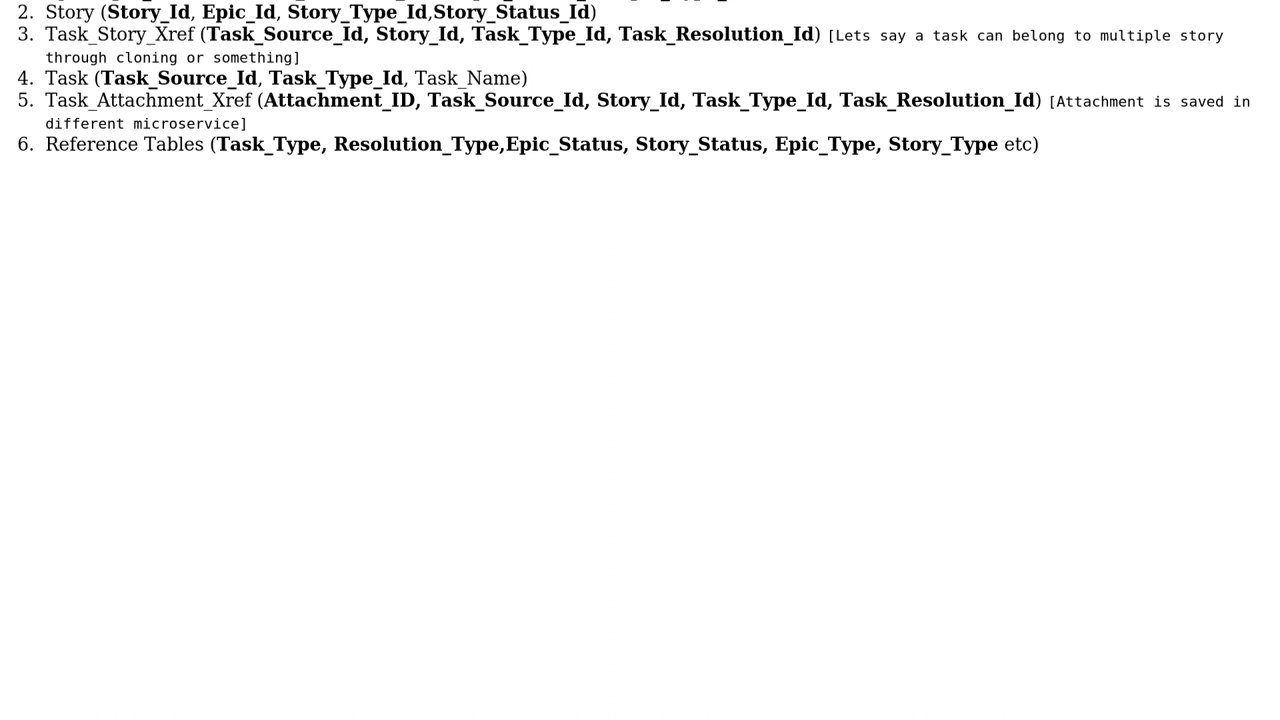 2. Story (Story_Id, Epic_Id, Story_Type_Id,Story_Status_Id)
3. Task_Story_Xref (Task_Source_Id, Story_Id, Task_Type_Id, Task_Resolution_Id) [Lets say a task can belong to multiple story
through cloning or something]
4. Task (Task_Source_Id, Task_Type_Id, Task_Name)
5. Task_Attachment_Xref (Attachment_ID, Task_Source_Id, Story_Id, Task_Type_Id, Task_Resolution_Id) [Attachment is saved in
different microservice]
6. Reference Tables (Task_Type, Resolution_Type,Epic_Status, Story_Status, Epic_Type, Story_Type etc)